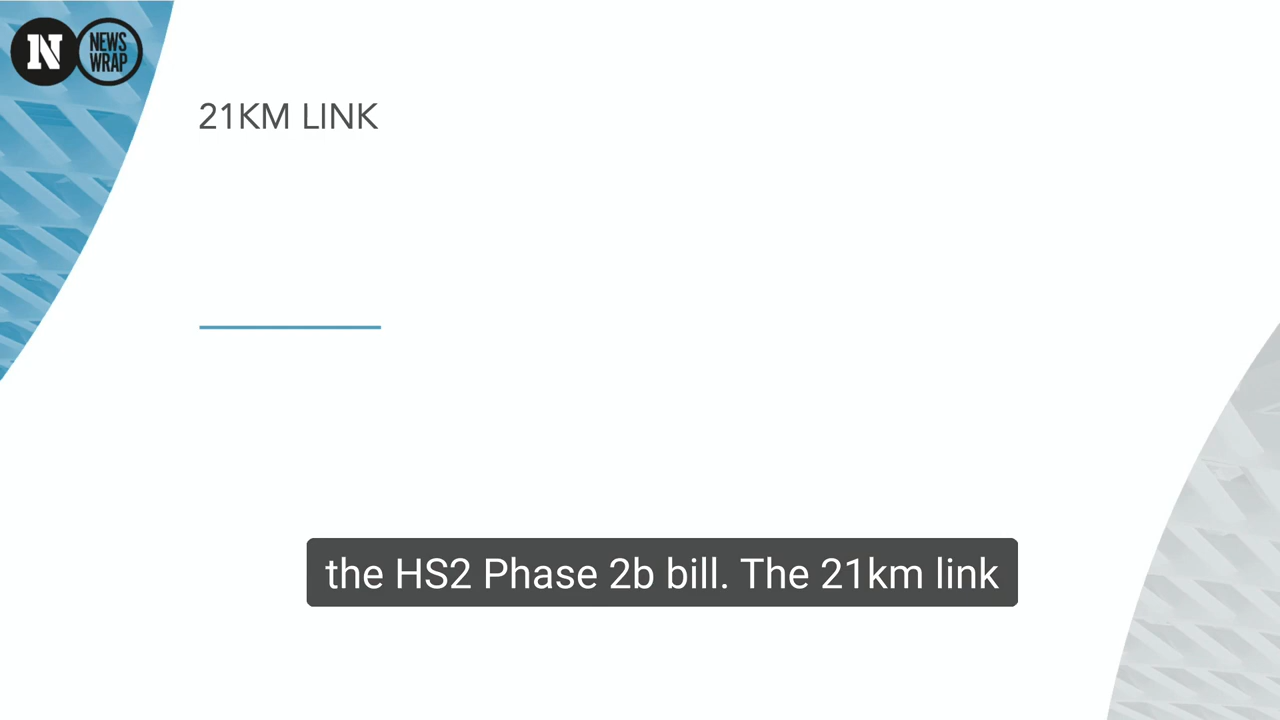 N
NEWS
WRAP
21KM LINK
the HS2 Phase 2b bill. The 21km link